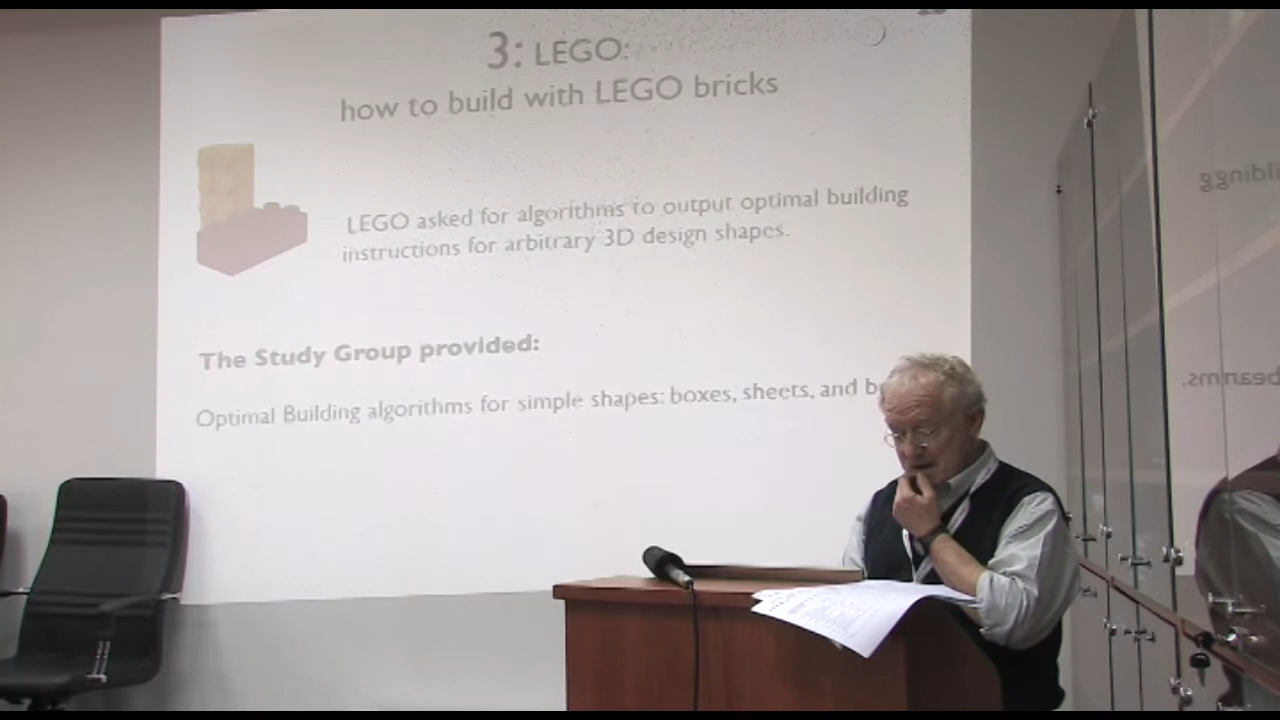 3: LEGO:
how to build with LEGO bricks
LEGO asked for algorithms to output optimal building
instructions for arbitrary 3D design shapes.
The Study Group provided:
Optimal Building algorithms for simple shapes: boxes, sheets, and